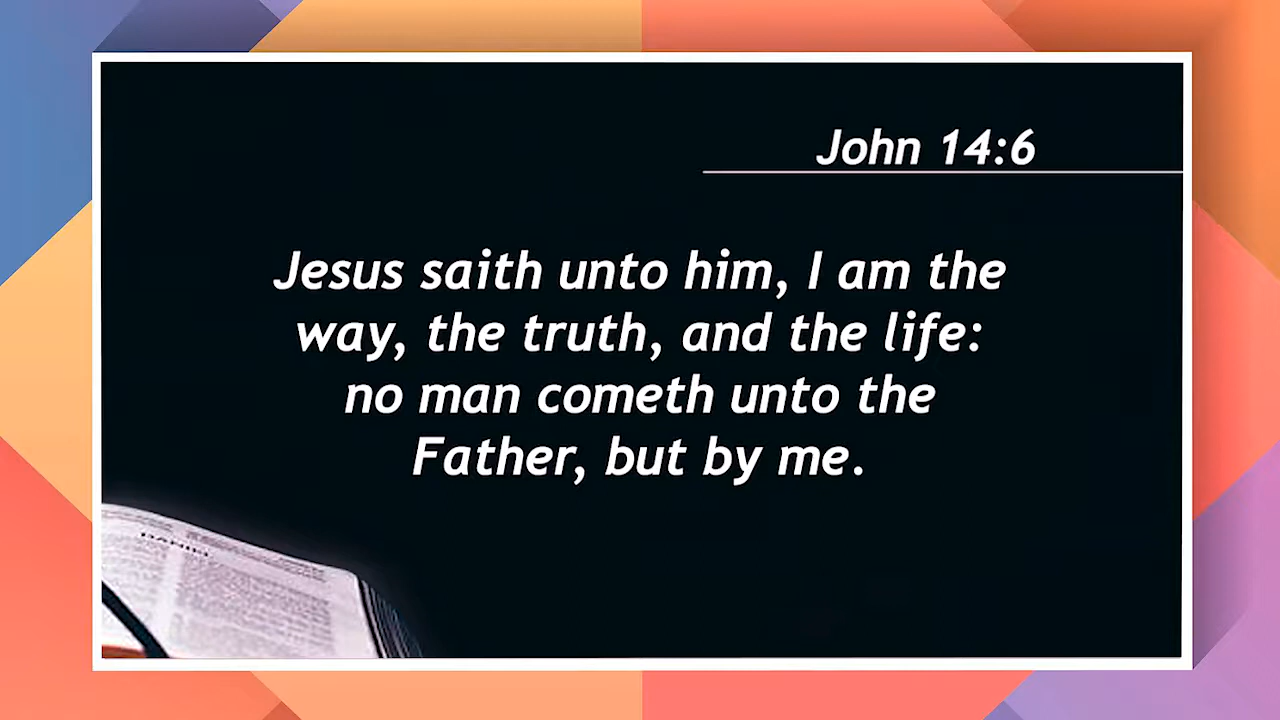 John 14:6
Jesus saith unto him, I am the
way, the truth, and the life:
no man cometh unto the
Father, but by me.
DANIEL